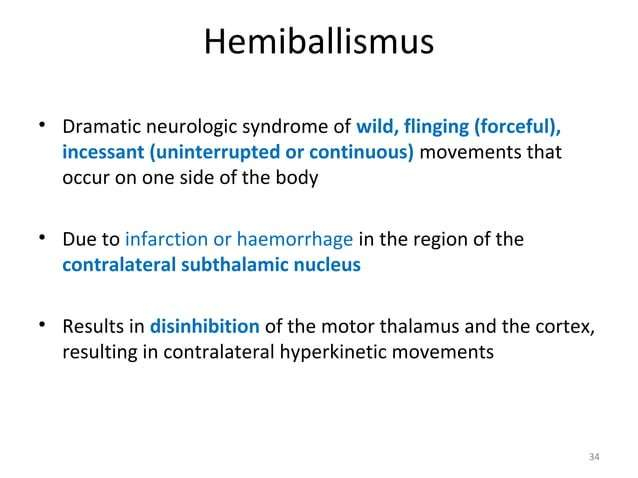 Hemiballismus
• Dramatic neurologic syndrome of wild, flinging (forceful),
incessant (uninterrupted or continuous) movements that
occur on one side of the body
• Due to infarction or haemorrhage in the region of the
contralateral subthalamic nucleus
• Results in disinhibition of the motor thalamus and the cortex,
resulting in contralateral hyperkinetic movements
34